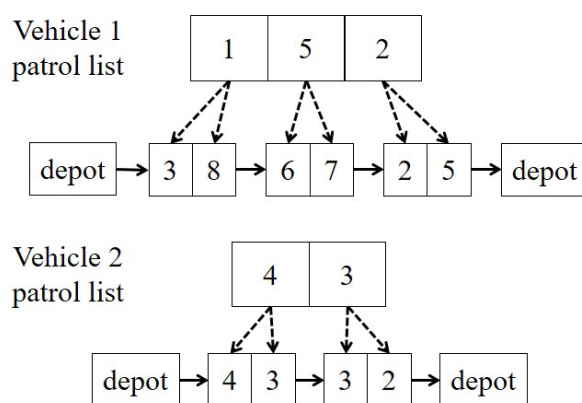 Vehicle 1
patrol list
1 5 2
depot 3 8 6 7 2 5 depot
Vehicle 2
patrol list
4 3
depot 4 3 3 2 depot